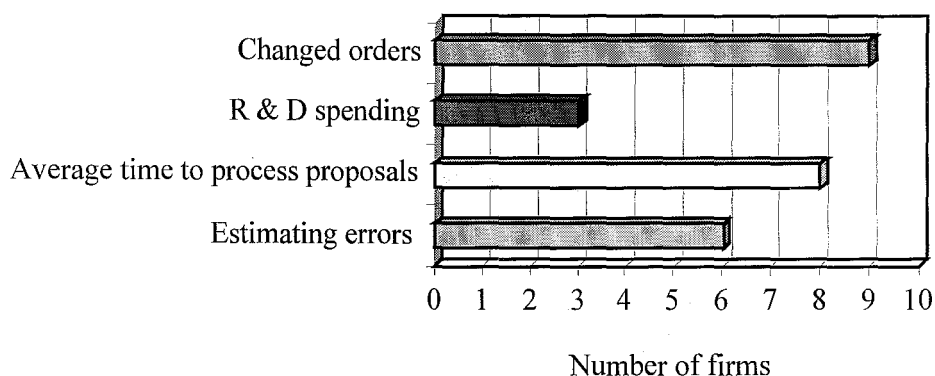 Changed orders
R & D spending
Average time to process proposals
Estimating errors
0 1 2 3 4 5 6 7 8 9 10
Number of firms